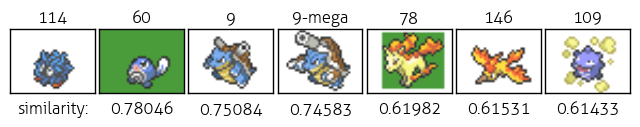 114 60 9 9-mega 78 146 109
similarity: 0.78046 0.75084 0.74583 0.61982 0.61531 0.61433